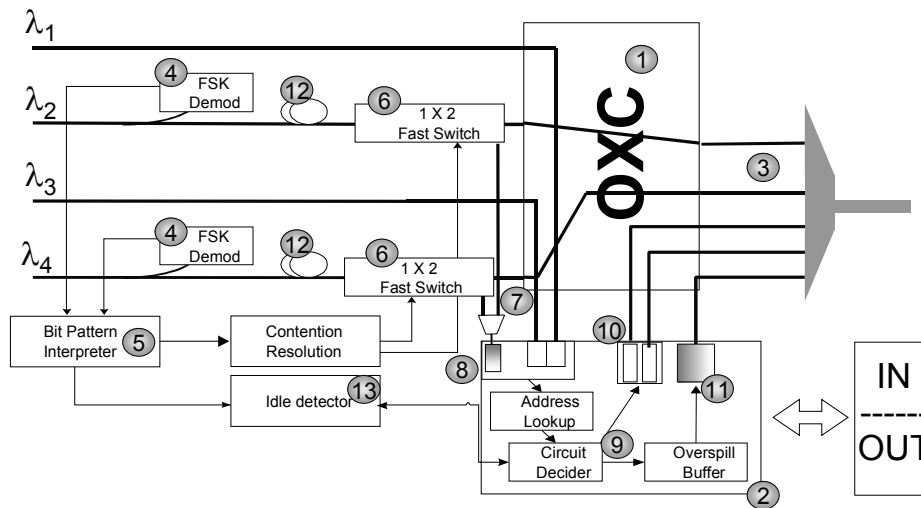 λ1
1
4
FSK
Demod
12
6
1 X 2
Fast Switch
λ2
OXC
3
λ3
4
FSK
Demod
12
6
1 X 2
Fast Switch
λ4
7
10
Bit Pattern
Interpreter
5
Contention
Resolution
8
11
IN
Idle detector
13
Address
Lookup
9
Circuit
Decider
Overspill
Buffer
OUT
2